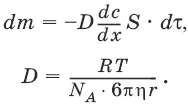 dm = −D dc/dx S · dτ,
D = RT / N_A · 6πηr .